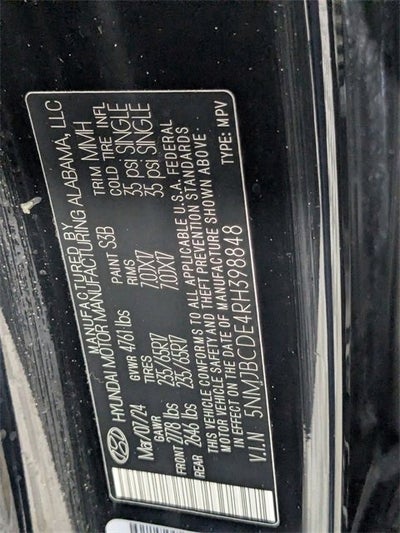 MANUFACTURED BY
HYUNDAI MOTOR MANUFACTURING ALABAMA, LLC
Mar/07/24 PAINT S3B TRIM MMH
GVWR 4761 lbs TIRES RIMS COLD TIRE INFL
FRONT 2778 lbs 235/65R17 7.0JX17 35 psi SINGLE
REAR 2646 lbs 235/65R17 7.0JX17 35 psi SINGLE
THIS VEHICLE CONFORMS TO ALL APPLICABLE U.S.A. FEDERAL
MOTOR VEHICLE SAFETY AND THEFT PREVENTION STANDARDS
IN EFFECT ON THE DATE OF MANUFACTURE SHOWN ABOVE
V.I.N: 5NMJBCDE4RH398848 TYPE: MPV